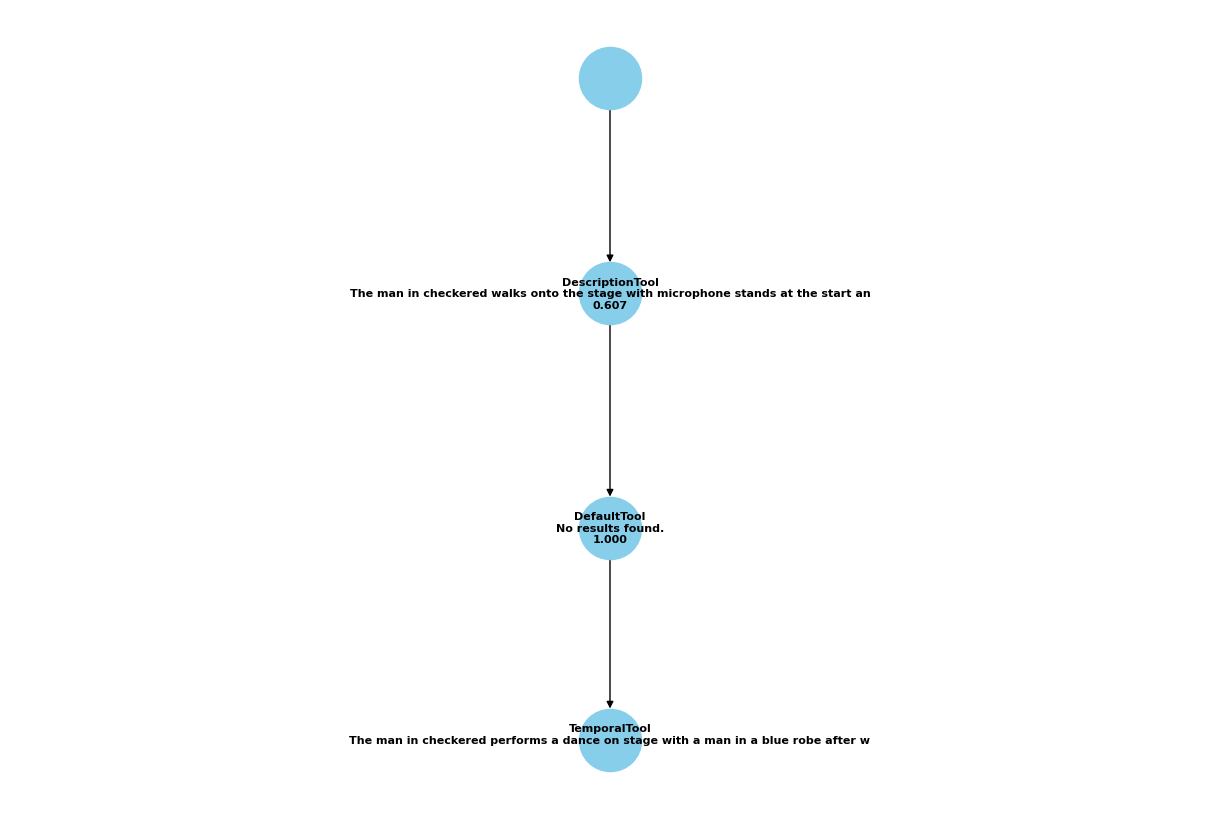 DescriptionTool
The man in checkered walks onto the stage with microphone stands at the start an
0.607
DefaultTool
No results found.
1.000
TemporalTool
The man in checkered performs a dance on stage with a man in a blue robe after w